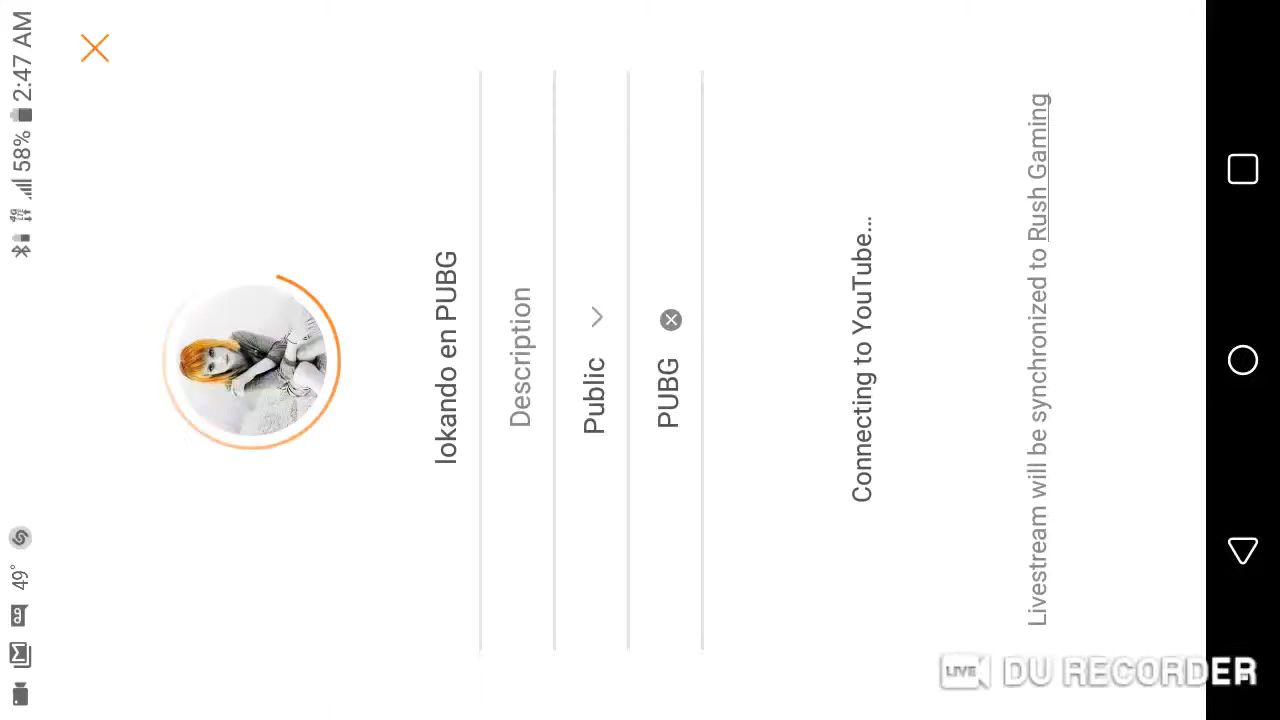 49°
58%
2:47 AM
lokando en PUBG
Description
Public
PUBG
Connecting to YouTube...
Livestream will be synchronized to Rush Gaming
LIVE DU RECORDER